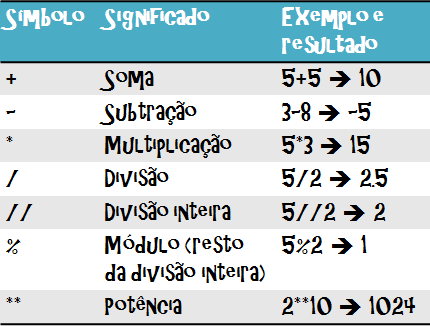 Símbolo Significado Exemplo e
resultado
+ Soma 5+5 → 10
- Subtração 3-8 → -5
* Multiplicação 5*3 → 15
/ Divisão 5/2 → 2.5
// Divisão inteira 5//2 → 2
% Módulo (resto 5%2 → 1
da divisão inteira)
** Potência 2**10 → 1024